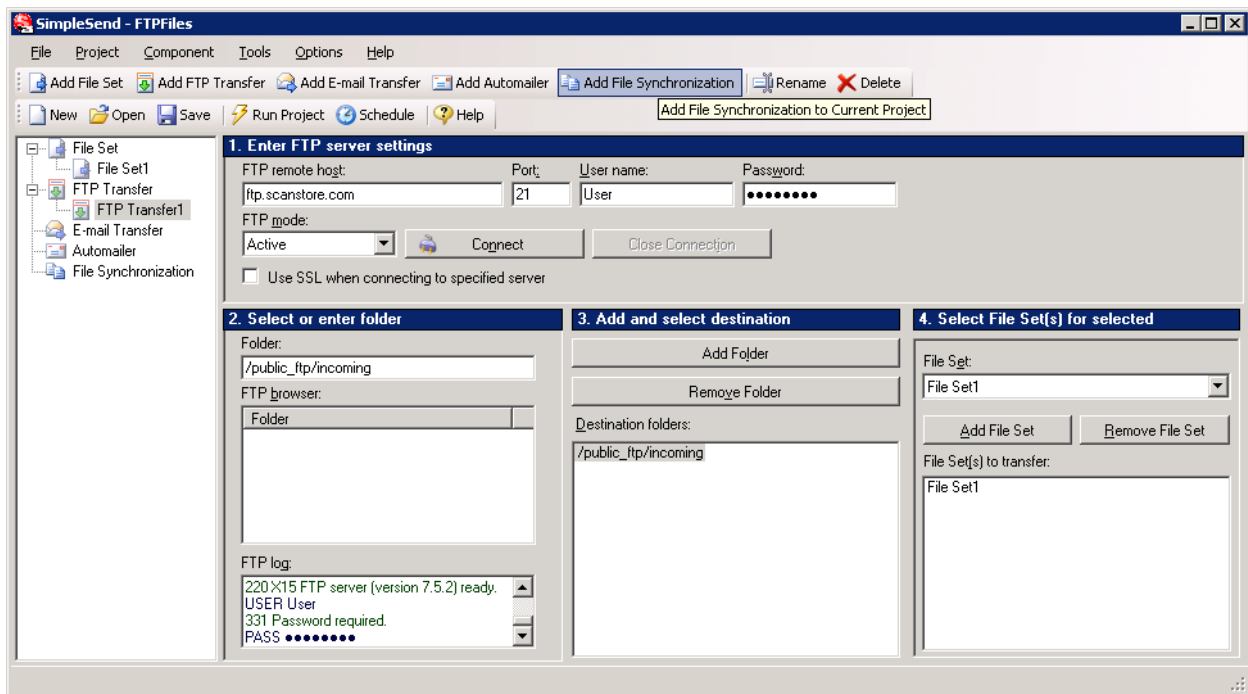 SimpleSend - FTPFiles
File Project Component Tools Options Help
Add File Set Add FTP Transfer Add E-mail Transfer Add Automailer Add File Synchronization Rename Delete
New Open Save Run Project Schedule Help
Add File Synchronization to Current Project
File Set
File Set1
FTP Transfer
FTP Transfer1
E-mail Transfer
Automailer
File Synchronization
1. Enter FTP server settings
FTP remote host: Port: User name: Password:
ftp.scanstore.com 21 User ●●●●●●●●
FTP mode:
Active Connect Close Connection
Use SSL when connecting to specified server
2. Select or enter folder
Folder:
/public_ftp/incoming
FTP browser:
Folder
FTP log:
220 X15 FTP server (version 7.5.2) ready.
USER User
331 Password required.
PASS ●●●●●●●●
3. Add and select destination
Add Folder
Remove Folder
Destination folders:
/public_ftp/incoming
4. Select File Set(s) for selected
File Set:
File Set1
Add File Set Remove File Set
File Set(s) to transfer:
File Set1